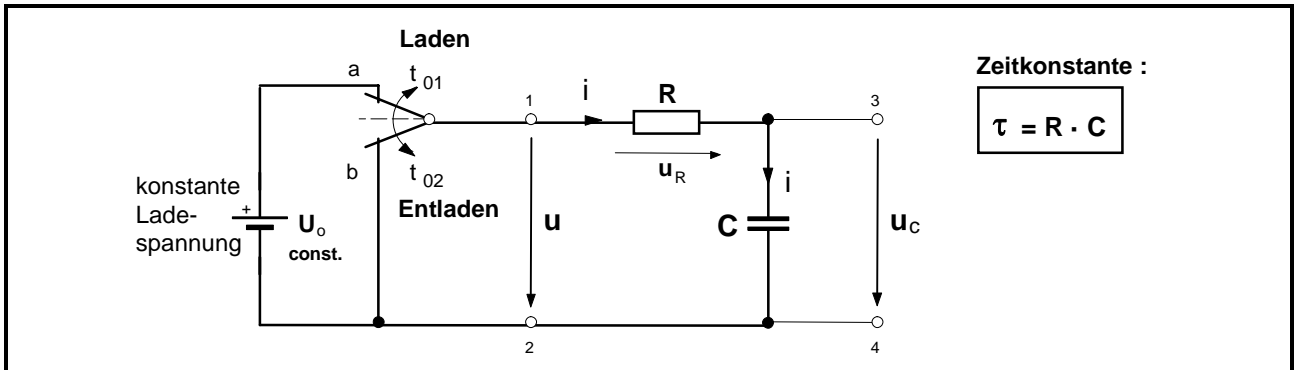 Laden
a
t 01
1
i
R
3
Zeitkonstante :
τ = R · C
b
t 02
Entladen
u R
i
konstante
Lade-
spannung
+
U o
const.
u
C
u C
2
4